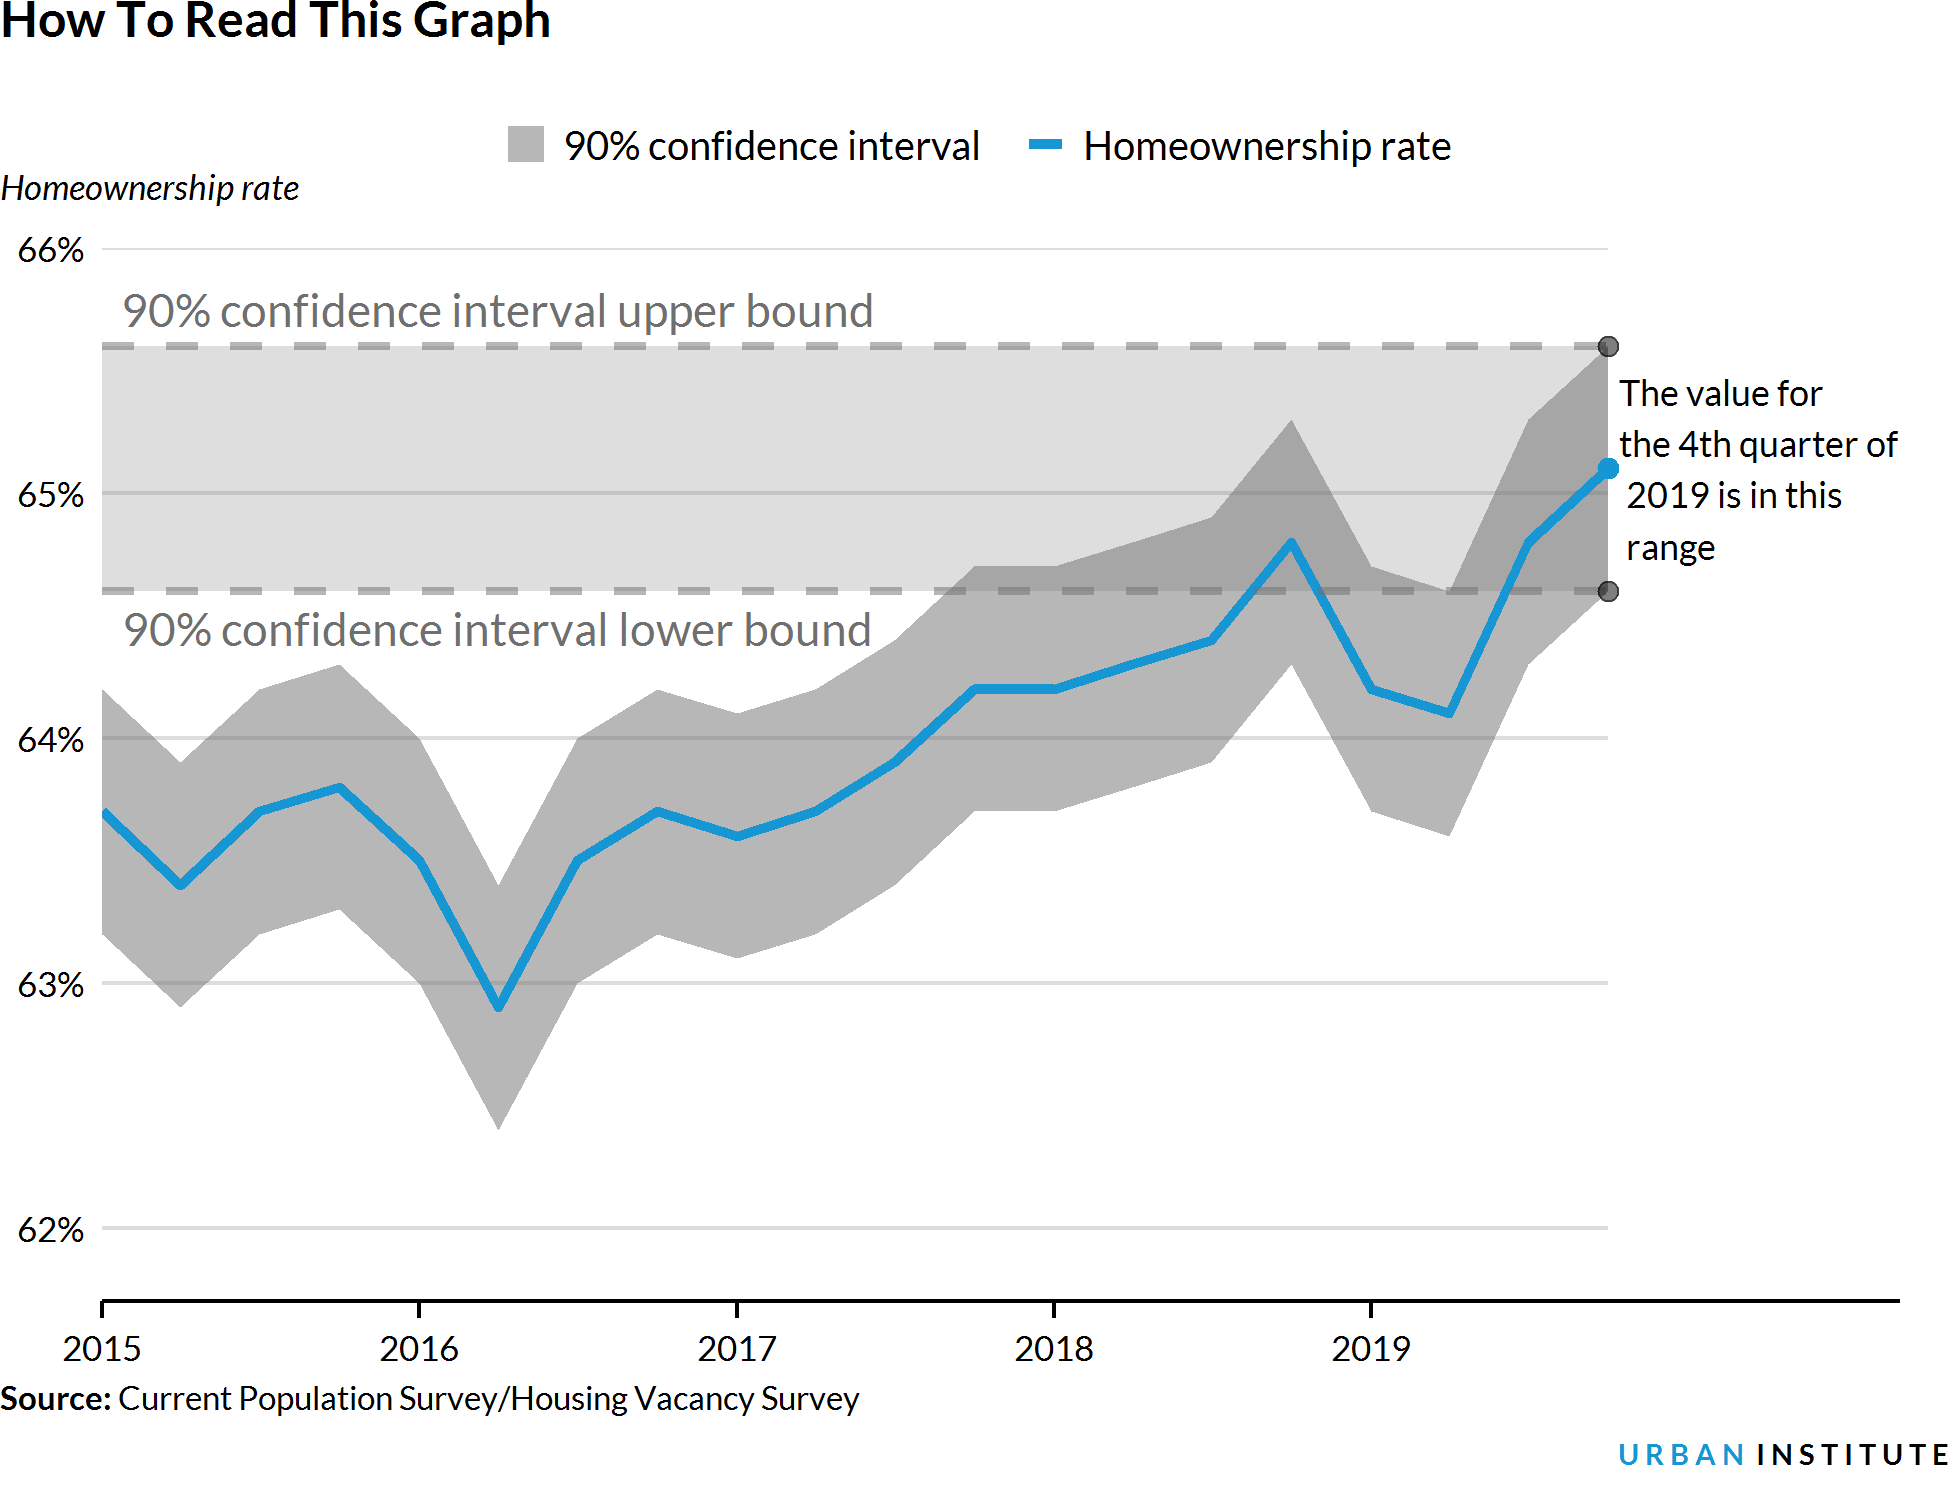 How To Read This Graph
90% confidence interval
Homeownership rate
Homeownership rate
66%
90% confidence interval upper bound
The value for
the 4th quarter of
65%
2019 is in this
range
90% confidence interval lower bound
64%
63%
62%
2015 2016 2017 2018 2019
Source: Current Population Survey/Housing Vacancy Survey
URBAN INSTITUTE